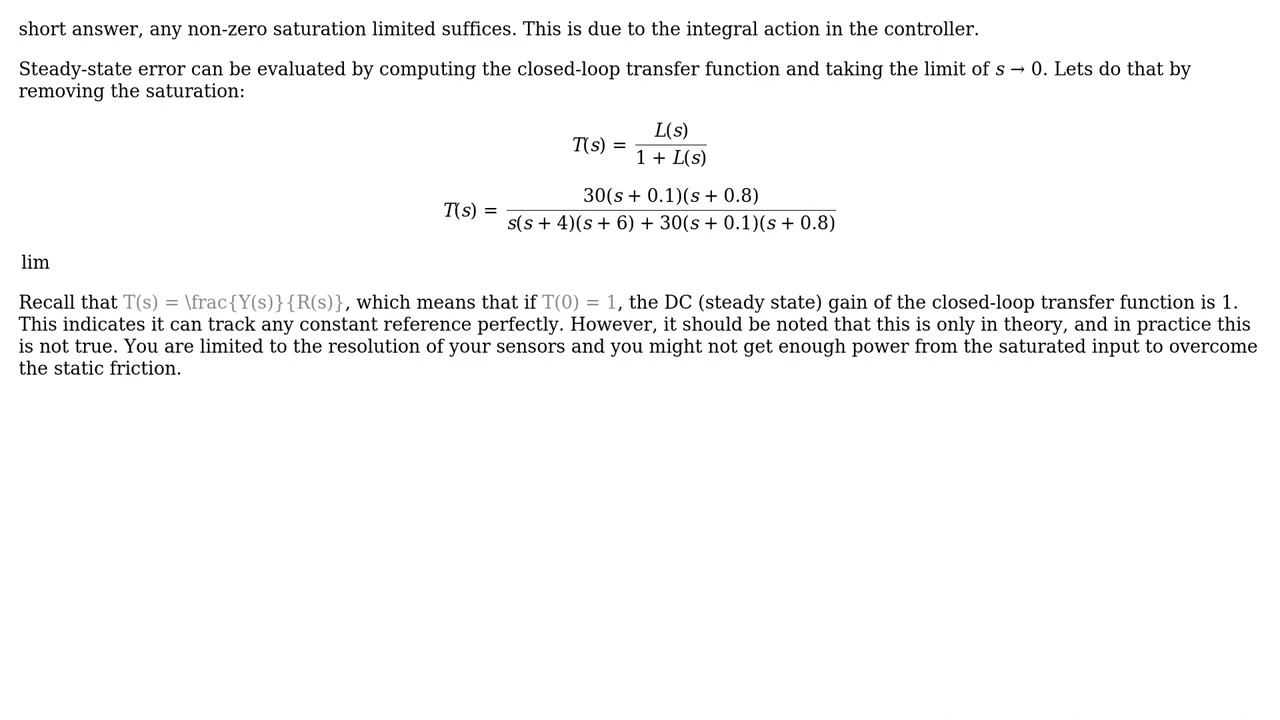 short answer, any non-zero saturation limited suffices. This is due to the integral action in the controller.
Steady-state error can be evaluated by computing the closed-loop transfer function and taking the limit of s → 0. Lets do that by
removing the saturation:
T(s) = \frac{L(s)}{1 + L(s)}
T(s) = \frac{30(s + 0.1)(s + 0.8)}{s(s + 4)(s + 6) + 30(s + 0.1)(s + 0.8)}
lim
Recall that T(s) = \frac{Y(s)}{R(s)}, which means that if T(0) = 1, the DC (steady state) gain of the closed-loop transfer function is 1.
This indicates it can track any constant reference perfectly. However, it should be noted that this is only in theory, and in practice this
is not true. You are limited to the resolution of your sensors and you might not get enough power from the saturated input to overcome
the static friction.